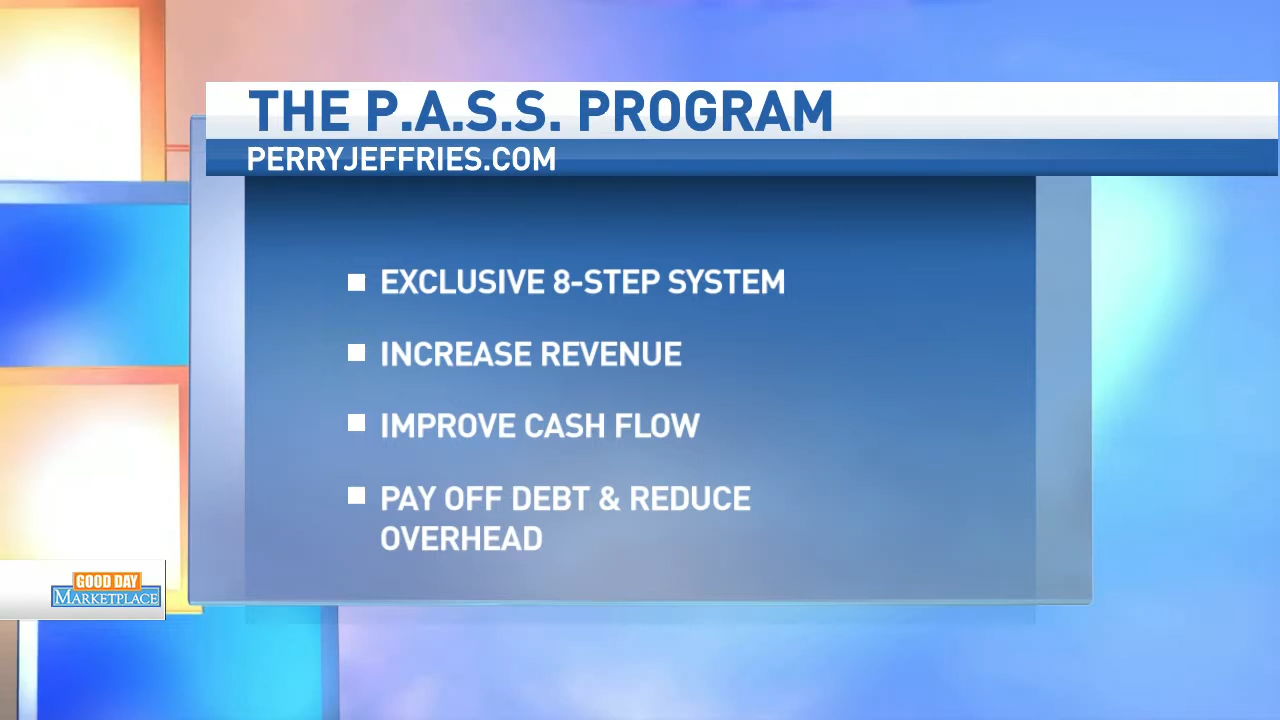 THE P.A.S.S. PROGRAM
PERRYJEFFRIES.COM
EXCLUSIVE 8-STEP SYSTEM
INCREASE REVENUE
IMPROVE CASH FLOW
PAY OFF DEBT & REDUCE
OVERHEAD
GOOD DAY
MARKETPLACE